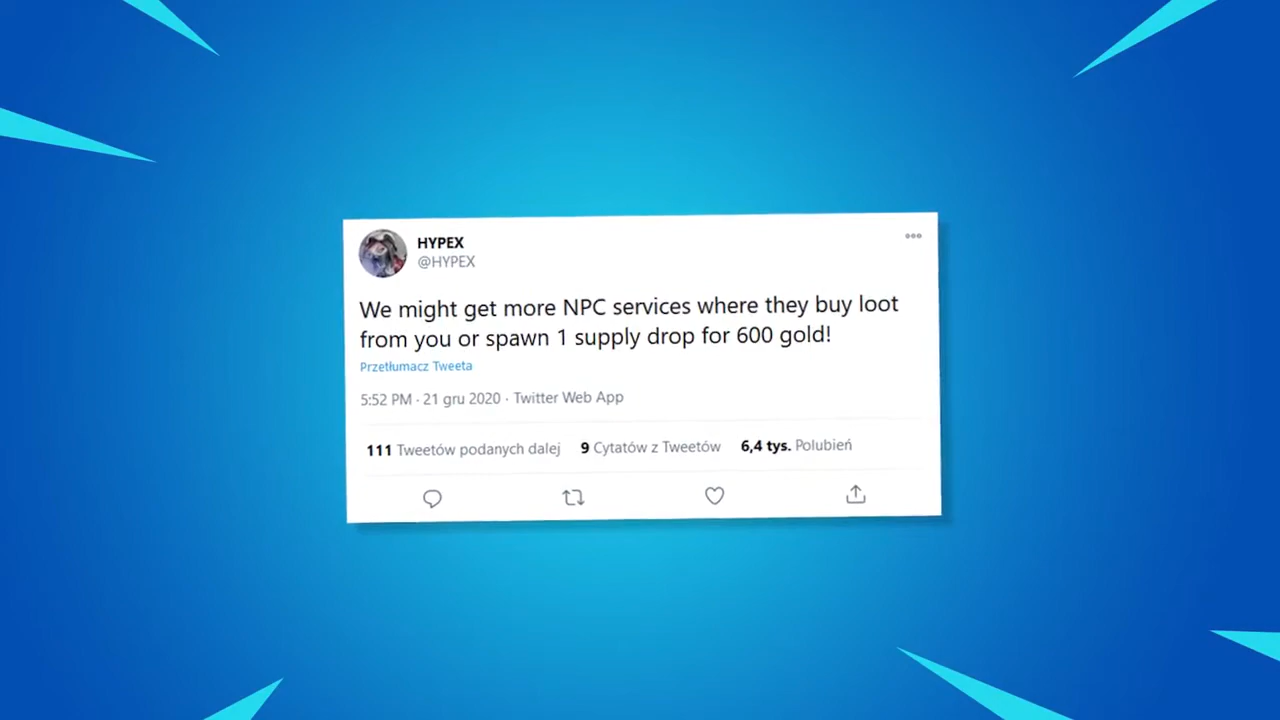 HYPEX
@HYPEX
We might get more NPC services where they buy loot
from you or spawn 1 supply drop for 600 gold!
Przetłumacz Tweeta
5:52 PM · 21 gru 2020 · Twitter Web App
111 Tweetów podanych dalej 9 Cytatów z Tweetów 6,4 tys. Polubień